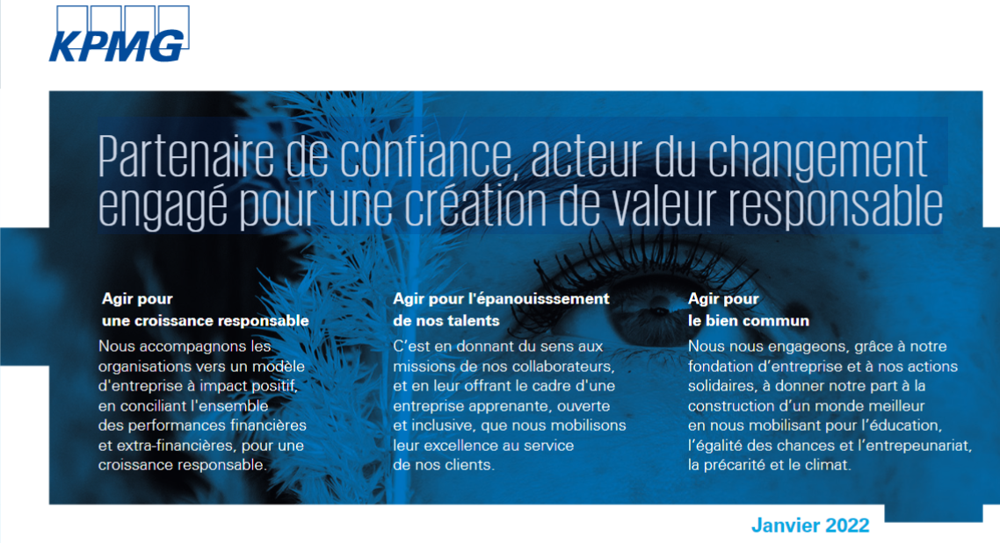 KPMG
Partenaire de confiance, acteur du changement
engagé pour une création de valeur responsable
Agir pour
une croissance responsable
Nous accompagnons les
organisations vers un modèle
d'entreprise à impact positif,
en conciliant l'ensemble
des performances financières
et extra-financières, pour une
croissance responsable.
Agir pour l'épanouisssement
de nos talents
C’est en donnant du sens aux
missions de nos collaborateurs,
et en leur offrant le cadre d'une
entreprise apprenante, ouverte
et inclusive, que nous mobilisons
leur excellence au service
de nos clients.
Agir pour
le bien commun
Nous nous engageons, grâce à notre
fondation d’entreprise et à nos actions
solidaires, à donner notre part à la
construction d’un monde meilleur
en nous mobilisant pour l’éducation,
l’égalité des chances et l’entrepeunariat,
la précarité et le climat.
Janvier 2022